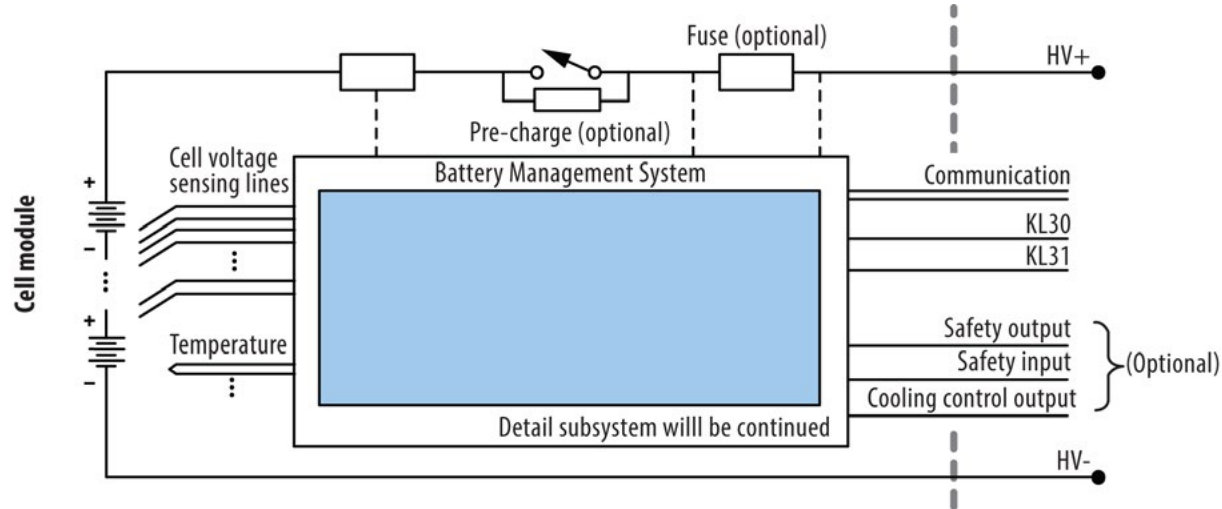 Fuse (optional)
HV+
Pre-charge (optional)
Cell voltage
sensing lines
Battery Management System
Communication
KL30
KL31
+
−
Cell module
+
−
Temperature
Safety output
Safety input
(Optional)
Cooling control output
Detail subsystem willl be continued
HV-